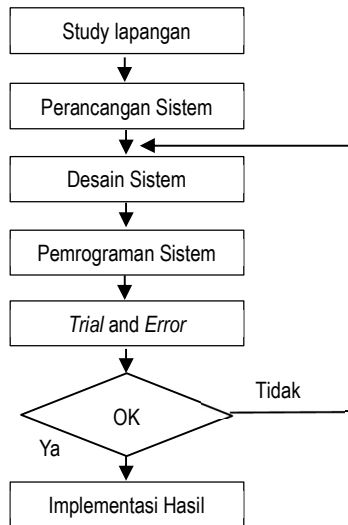 Study lapangan
Perancangan Sistem
Desain Sistem
Pemrograman Sistem
Trial and Error
OK
Tidak
Ya
Implementasi Hasil